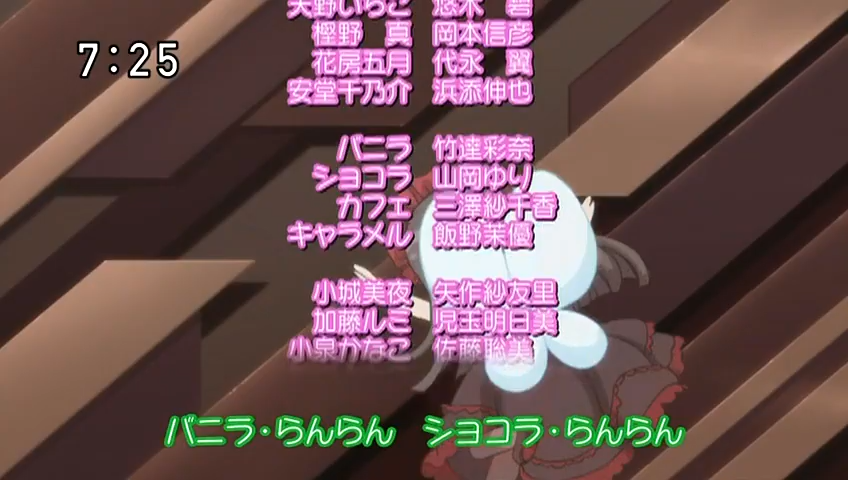 天野いちご　悠木　碧
7:25
樫野　真　岡本信彦
花房五月　代永　翼
安堂千乃介　浜添伸也
バニラ　竹達彩奈
ショコラ　山岡ゆり
カフェ　三澤紗千香
キャラメル　飯野茉優
小城美夜　矢作紗友里
加藤ルミ　児玉明日美
小泉かなこ　佐藤聡美
バニラ・らんらん　ショコラ・らんらん